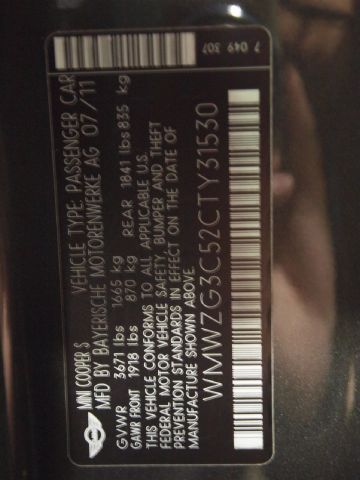 MINI COOPER S VEHICLE TYPE: PASSENGER CAR
MFD BY BAYERISCHE MOTORENWERKE AG 07/11
GVWR 3671 lbs 1665 kg
GAWR FRONT 1918 lbs 870 kg REAR 1841 lbs 835 kg
THIS VEHICLE CONFORMS TO ALL APPLICABLE U.S.
FEDERAL MOTOR VEHICLE SAFETY, BUMPER AND THEFT
PREVENTION STANDARDS IN EFFECT ON THE DATE OF
MANUFACTURE SHOWN ABOVE.
WMWZG3C52CTY31530
7 049 307